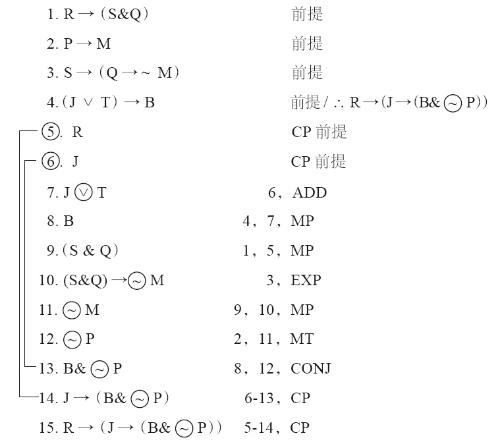 1. R→(S&Q) 前提
2. P→M 前提
3. S→(Q→~ M) 前提
4.(J ∨ T)→B 前提/∴ R→(J→(B&~P))
⑤. R CP 前提
⑥. J CP 前提
7. J∨T 6, ADD
8. B 4, 7, MP
9.(S & Q) 1, 5, MP
10. (S&Q)→~M 3, EXP
11. ~M 9, 10, MP
12. ~P 2, 11, MT
13. B& ~P 8, 12, CONJ
14. J→(B&~P) 6-13, CP
15. R→(J→(B&~P)) 5-14, CP